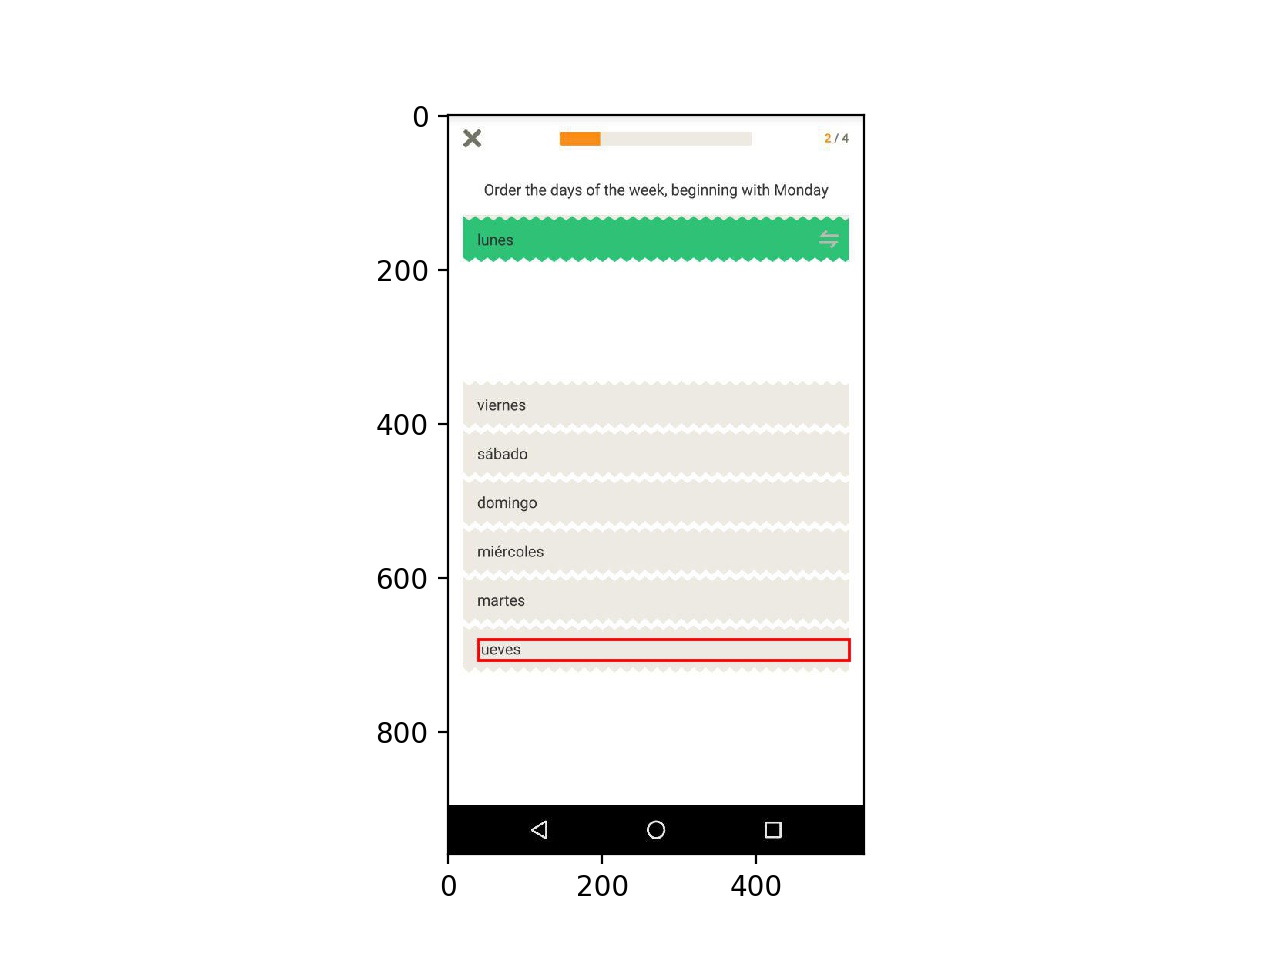 0
200
400
600
800
2 / 4
Order the days of the week, beginning with Monday
lunes
viernes
sábado
domingo
miércoles
martes
ueves
0 200 400